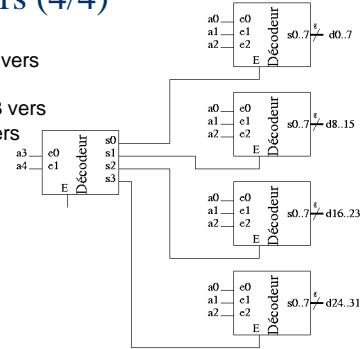 rs (4/4)
vers
3 vers
ers
a0 e0
a1 e1
a2 e2
E
Décodeur
s0..7
8
d0..7
a0 e0
a1 e1
a2 e2
E
Décodeur
s0..7
8
d8..15
a3 e0
a4 e1
E
Décodeur
s0
s1
s2
s3
a0 e0
a1 e1
a2 e2
E
Décodeur
s0..7
8
d16..23
a0 e0
a1 e1
a2 e2
E
Décodeur
s0..7
8
d24..31